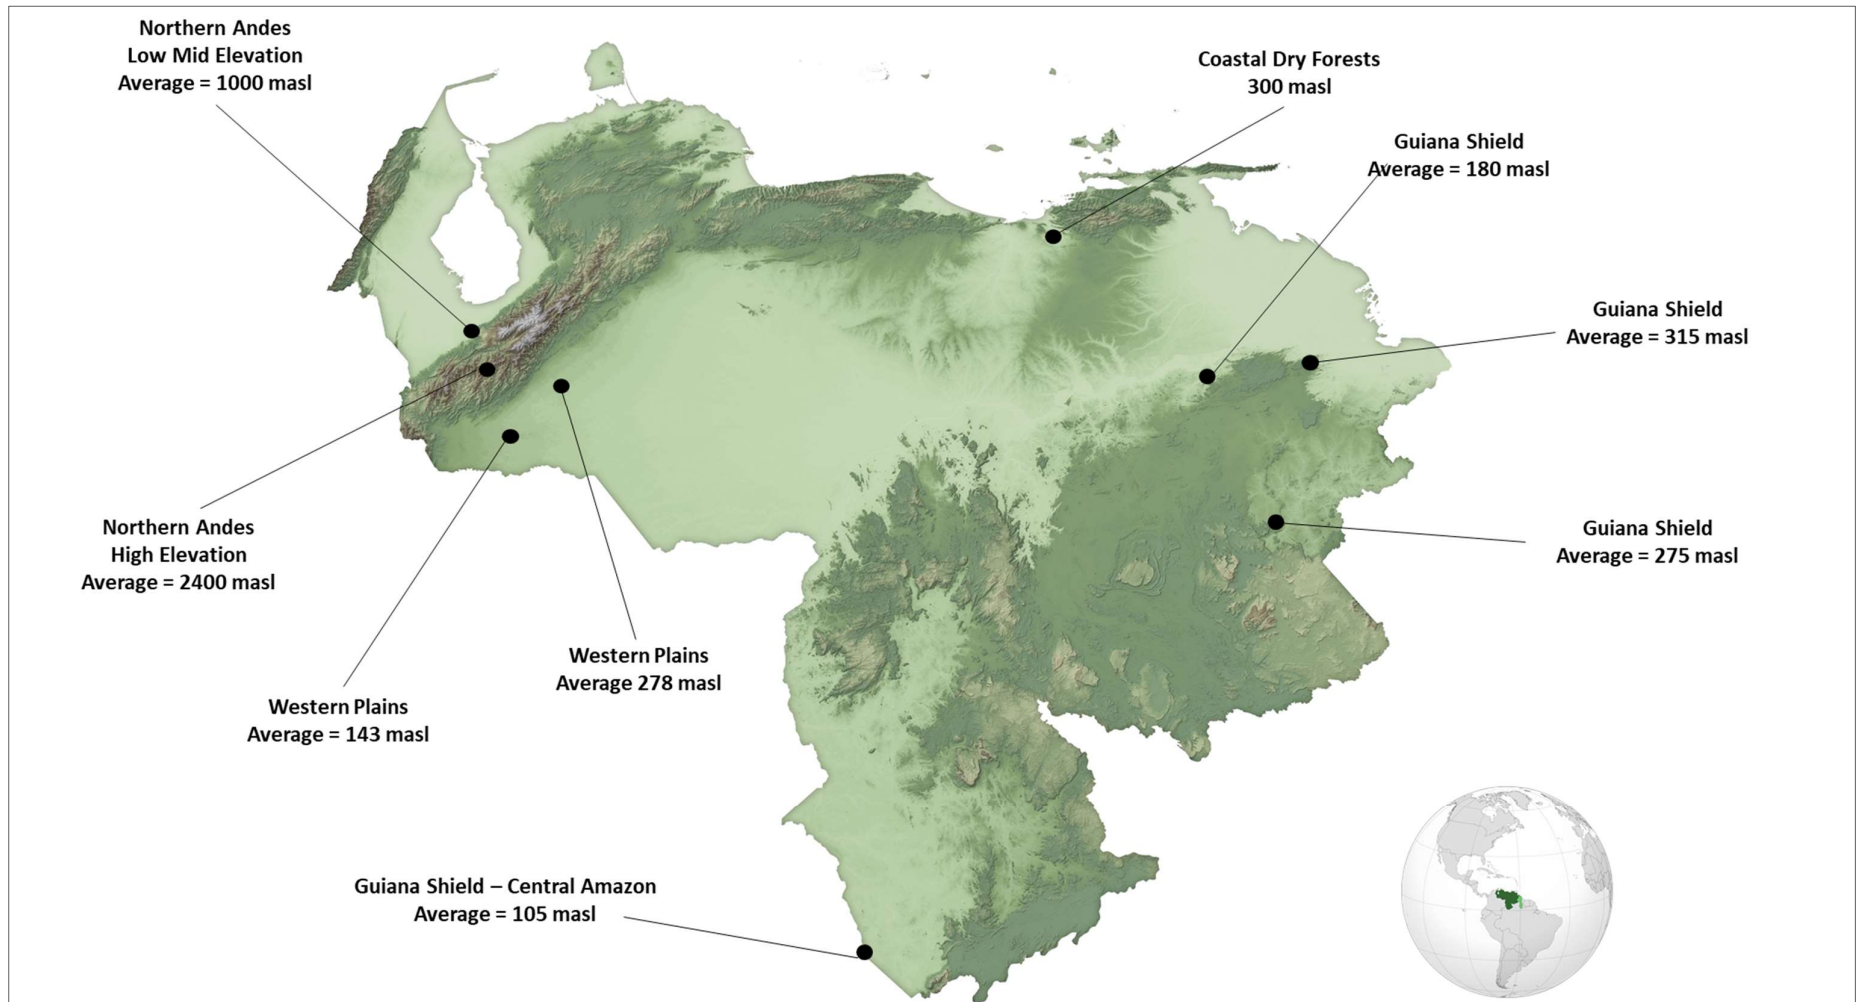 Northern Andes
Low Mid Elevation
Average = 1000 masl
Coastal Dry Forests
300 masl
Guiana Shield
Average = 180 masl
Guiana Shield
Average = 315 masl
Northern Andes
High Elevation
Average = 2400 masl
Guiana Shield
Average = 275 masl
Western Plains
Average 278 masl
Western Plains
Average = 143 masl
Guiana Shield – Central Amazon
Average = 105 masl